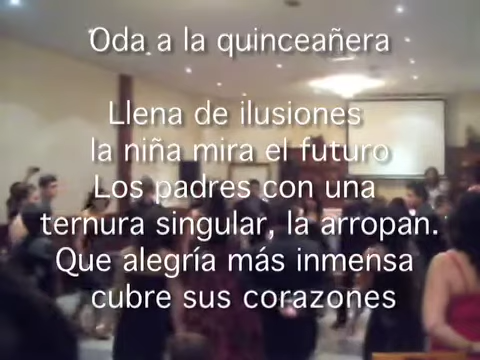 Oda a la quinceañera
Llena de ilusiones
la niña mira el futuro
Los padres con una
ternura singular, la arropan.
Que alegría más inmensa
cubre sus corazones